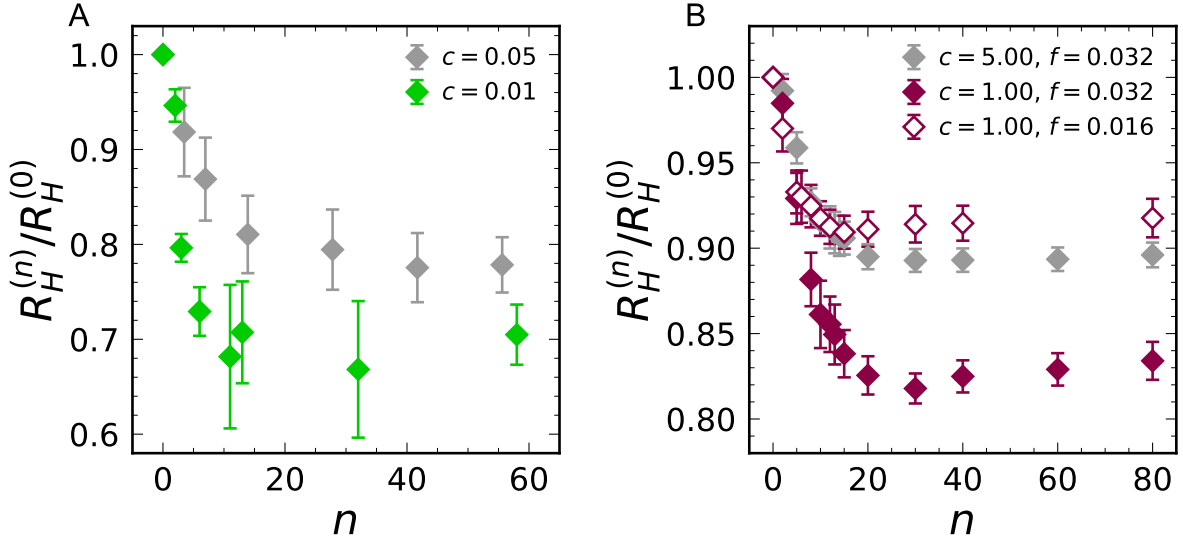 A
c = 0.05
c = 0.01
1.0
0.9
0.8
0.7
0.6
R_H^(n)/R_H^(0)
0 20 40 60
n
B
c = 5.00, f = 0.032
c = 1.00, f = 0.032
c = 1.00, f = 0.016
1.00
0.95
0.90
0.85
0.80
R_H^(n)/R_H^(0)
0 20 40 60 80
n